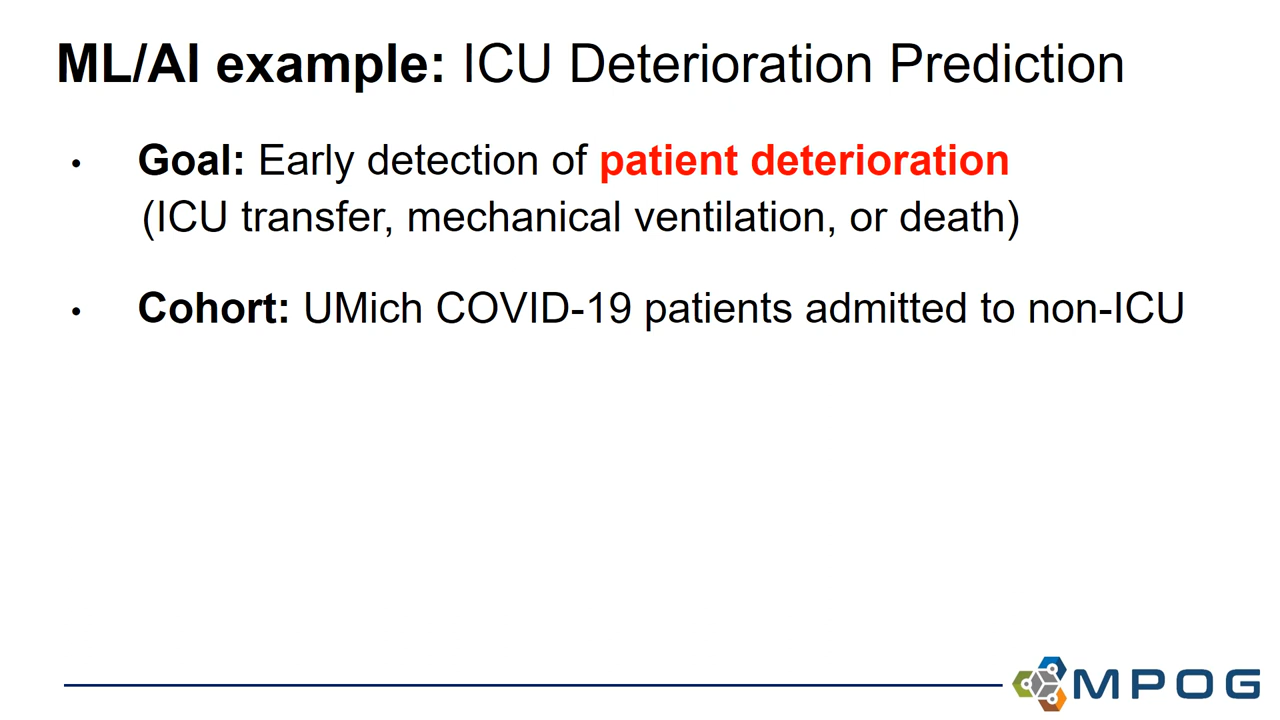 ML/AI example: ICU Deterioration Prediction
• Goal: Early detection of patient deterioration
(ICU transfer, mechanical ventilation, or death)
• Cohort: UMich COVID-19 patients admitted to non-ICU
MPOG